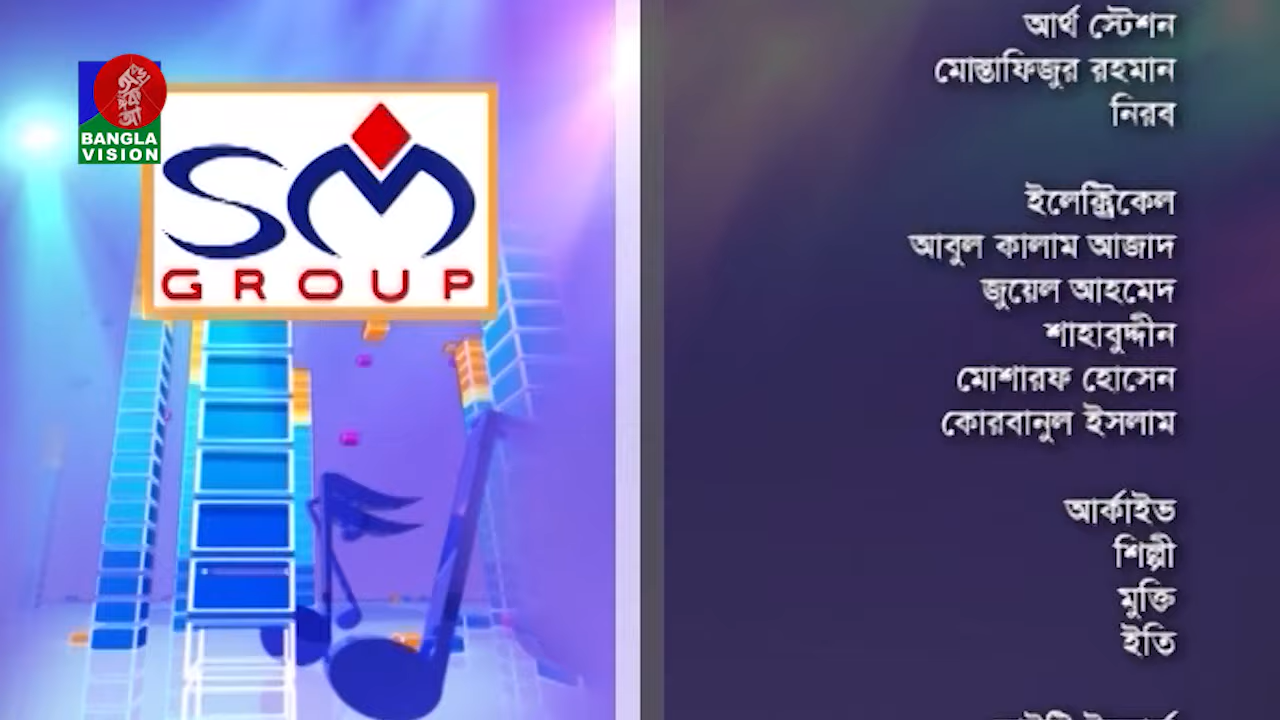 BANGLA
VISION
SM
GROUP
আর্থ স্টেশন
মোস্তাফিজুর রহমান
নিরব
ইলেক্ট্রিকেল
আবুল কালাম আজাদ
জুয়েল আহমেদ
শাহাবুদ্দীন
মোশারফ হোসেন
কোরবানুল ইসলাম
আর্কাইভ
শিল্পী
মুক্তি
ইতি